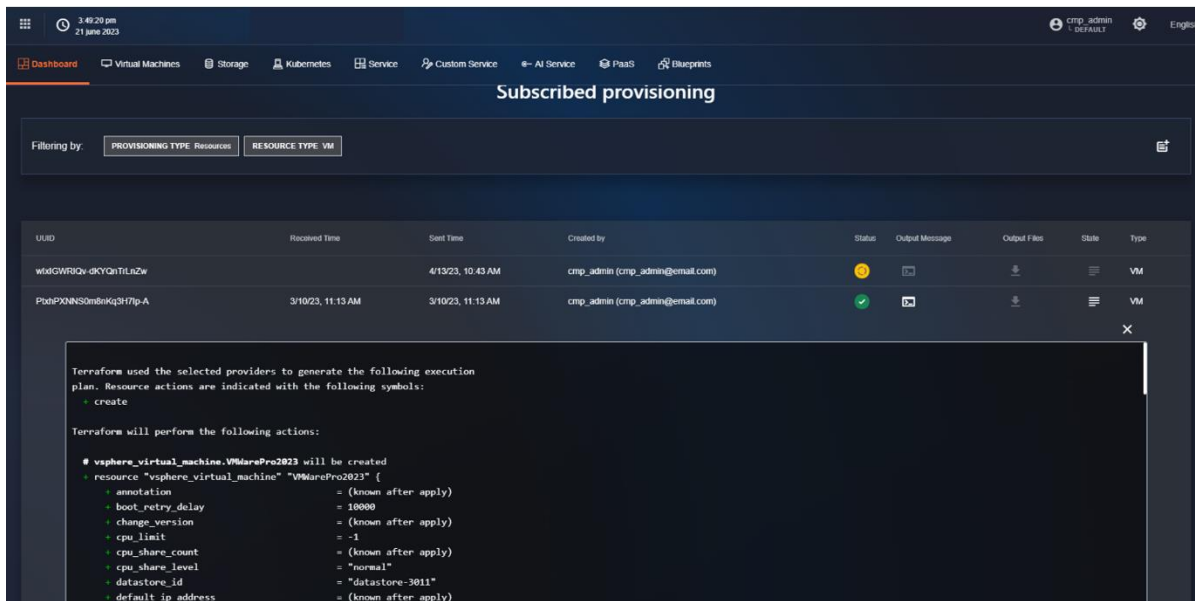 3:49:20 pm
21 june 2023
cmp_admin
DEFAULT
Englis
Dashboard Virtual Machines Storage Kubernetes Service Custom Service AI Service PaaS Blueprints
Subscribed provisioning
Filtering by: PROVISIONING TYPE Resources RESOURCE TYPE VM
UUID Received Time Sent Time Created by Status Output Message Output Files State Type
4/13/23, 10:43 AM cmp_admin (cmp_admin@email.com) VM
PtxhPXNNS0m8nKq3H7lp-A 3/10/23, 11:13 AM 3/10/23, 11:13 AM cmp_admin (cmp_admin@email.com) VM
Terraform used the selected providers to generate the following execution
plan. Resource actions are indicated with the following symbols:
+ create
Terraform will perform the following actions:
# vsphere_virtual_machine.VMWarePro2023 will be created
+ resource "vsphere_virtual_machine" "VMWarePro2023" {
+ annotation = (known after apply)
+ boot_retry_delay = 10000
+ change_version = (known after apply)
+ cpu_limit = -1
+ cpu_share_count = (known after apply)
+ cpu_share_level = "normal"
+ datastore_id = "datastore-3011"
+ default_ip_address = (known after apply)